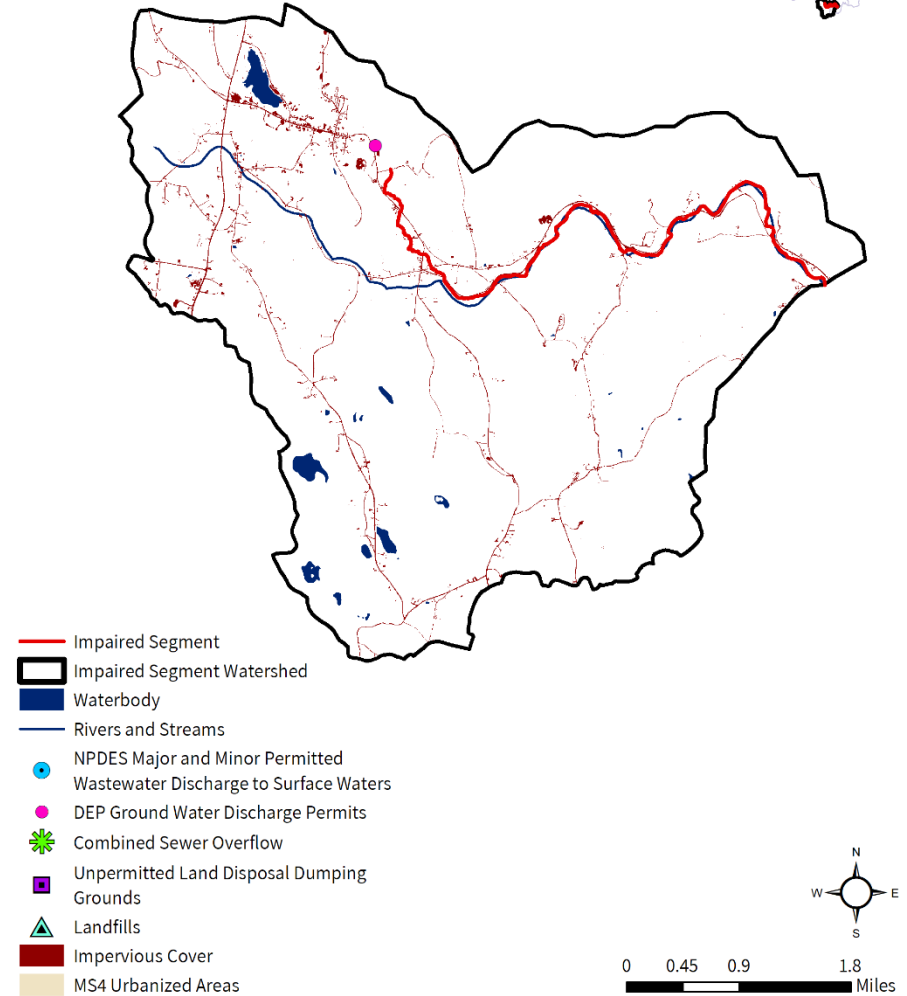 Impaired Segment
Impaired Segment Watershed
Waterbody
Rivers and Streams
NPDES Major and Minor Permitted
Wastewater Discharge to Surface Waters
DEP Ground Water Discharge Permits
Combined Sewer Overflow
Unpermitted Land Disposal Dumping
Grounds
Landfills
Impervious Cover
MS4 Urbanized Areas
N
W E
S
0 0.45 0.9 1.8
Miles